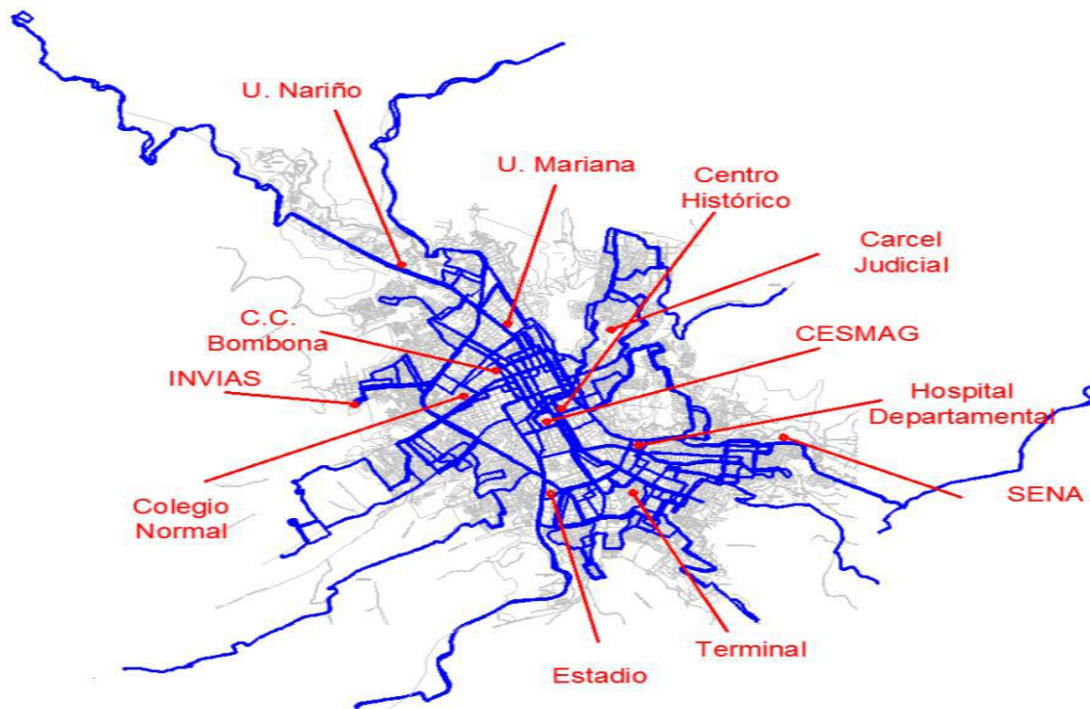 U. Nariño
U. Mariana
Centro
Histórico
Carcel
Judicial
C.C.
Bombona
CESMAG
INVIAS
Hospital
Departamental
Colegio
Normal
SENA
Terminal
Estadio